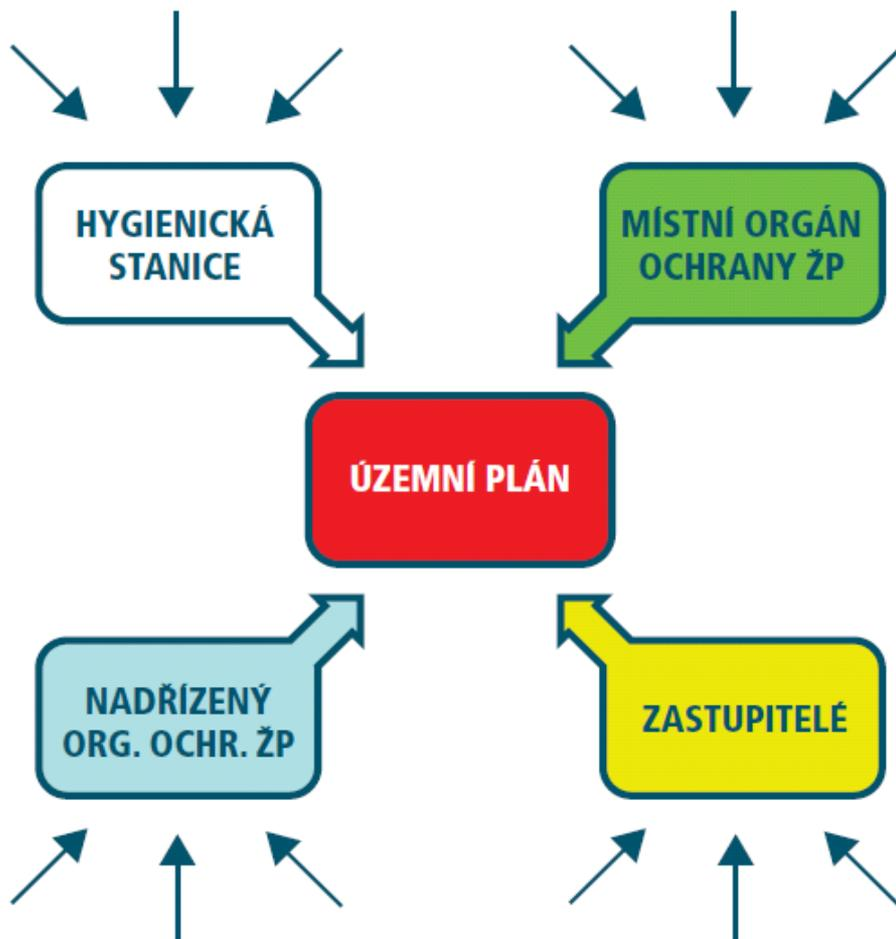 HYGIENICKÁ
STANICE
MÍSTNÍ ORGÁN
OCHRANY ŽP
ÚZEMNÍ PLÁN
NADŘÍZENÝ
ORG. OCHR. ŽP
ZASTUPITELÉ